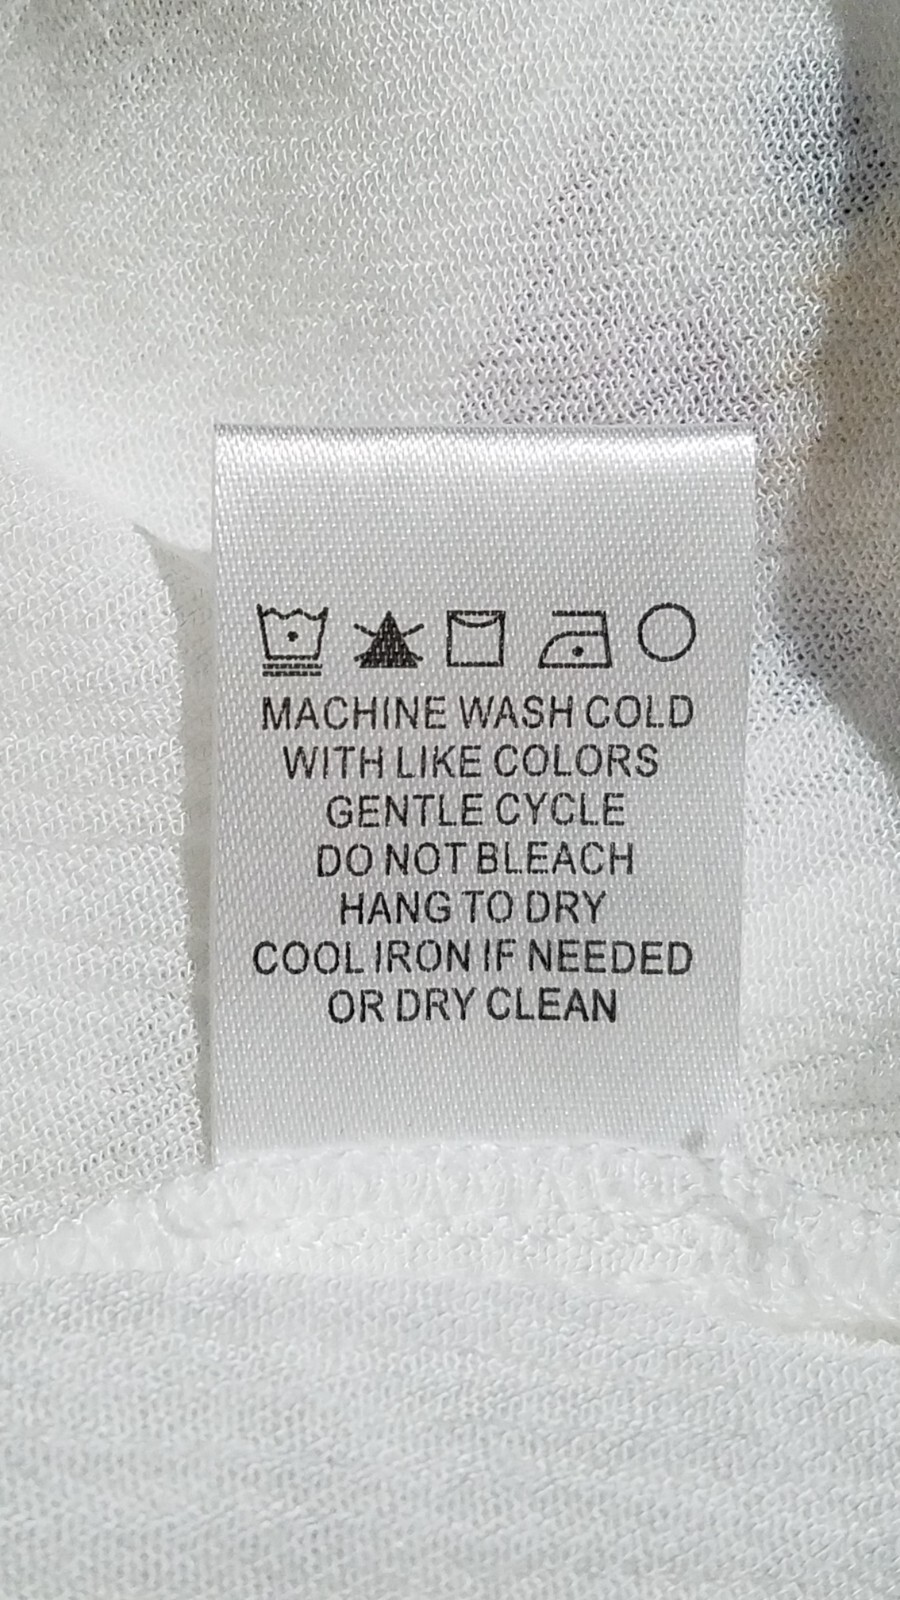 MACHINE WASH COLD
WITH LIKE COLORS
GENTLE CYCLE
DO NOT BLEACH
HANG TO DRY
COOL IRON IF NEEDED
OR DRY CLEAN